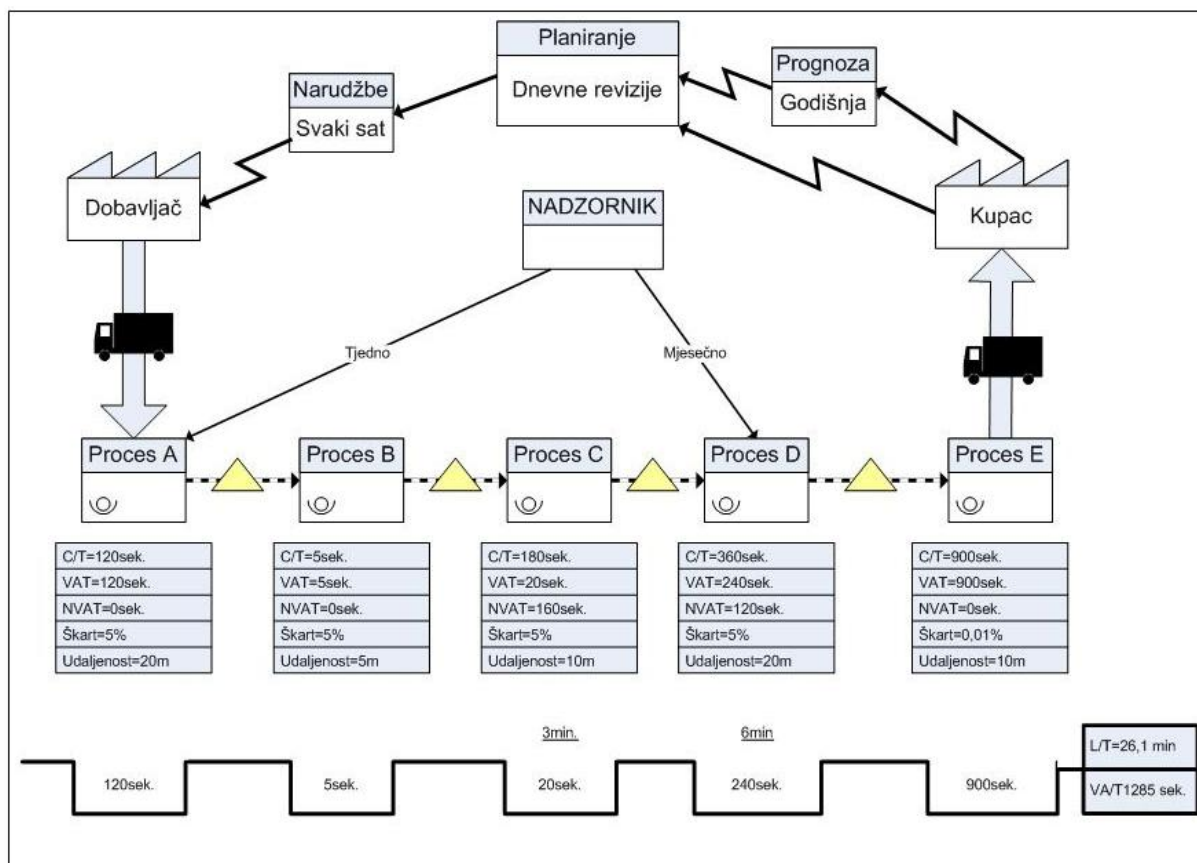 Planiranje
Dnevne revizije
Prognoza
Godišnja
Narudžbe
Svaki sat
Dobavljač
NADZORNIK
Kupac
Tjedno
Mjesečno
Proces A
Proces B
Proces C
Proces D
Proces E
C/T=120sek.
VAT=120sek.
NVAT=0sek.
Škart=5%
Udaljenost=20m
C/T=5sek.
VAT=5sek.
NVAT=0sek.
Škart=5%
Udaljenost=5m
C/T=180sek.
VAT=20sek.
NVAT=160sek.
Škart=5%
Udaljenost=10m
C/T=360sek.
VAT=240sek.
NVAT=120sek.
Škart=5%
Udaljenost=20m
C/T=900sek.
VAT=900sek.
NVAT=0sek.
Škart=0,01%
Udaljenost=10m
3min.
6min
120sek.
5sek.
20sek.
240sek.
900sek.
L/T=26,1 min
VA/T1285 sek.